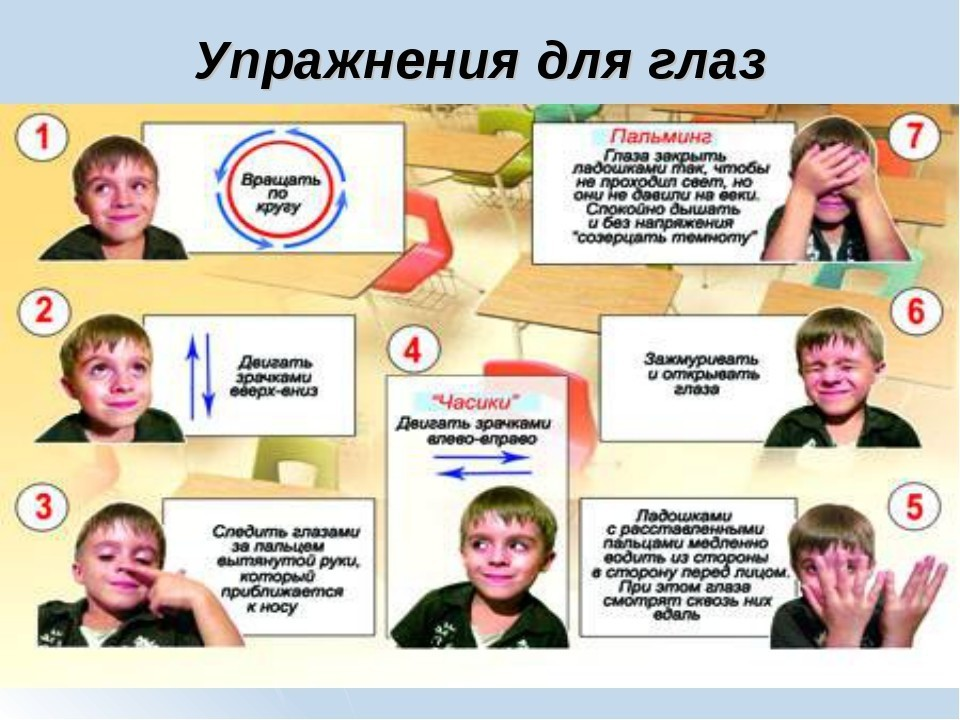 Упражнения для глаз
1
Вращать
по
кругу
2
Двигать
зрачками
вверх-вниз
3
Следить глазами
за пальцем
вытянутой руки,
который
приближается
к носу
4
"Часики"
Двигать зрачками
влево-вправо
5
Ладошками
с расставленными
пальцами медленно
водить из стороны
в сторону перед лицом.
При этом глаза
смотрят сквозь них
вдаль
6
Зажмуривать
и открывать
глаза
7
Пальминг
Глаза закрыть
ладошками так, чтобы
не проходил свет, но
они не давили на веки.
Спокойно дышать
и без напряжения
"созерцать темноту"